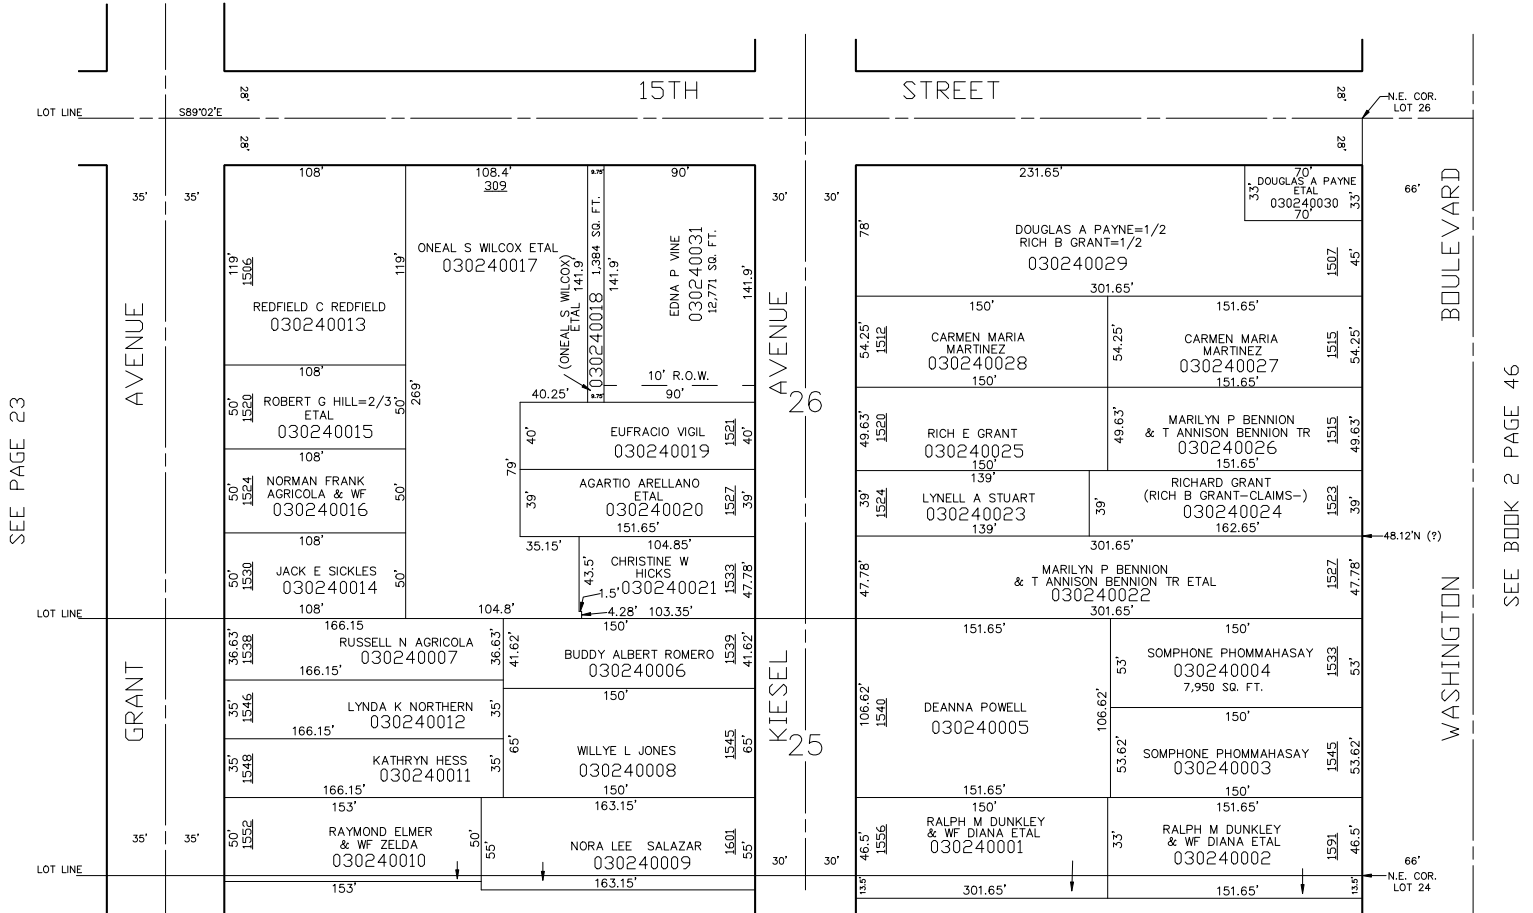 15TH STREET
28'
28'
N.E. COR.
LOT 26
LOT LINE
S89°02'E
28'
28'
35'
35'
30'
30'
66'
108'
108.4'
309
9.75'
90'
231.65'
70'
DOUGLAS A PAYNE
ETAL
030240030
70'
33'
33'
119'
1506
119'
REDFIELD C REDFIELD
030240013
ONEAL S WILCOX ETAL
030240017
(ONEAL S WILCOX)
ETAL
141.9'
030240018
1,384 SQ. FT.
141.9'
EDNA P VINE
030240031
12,771 SQ. FT.
141.9'
10' R.O.W.
78'
DOUGLAS A PAYNE=1/2
RICH B GRANT=1/2
030240029
1507
45'
301.65'
AVENUE
AVENUE
BOULEVARD
SEE PAGE 23
SEE BOOK 2 PAGE 46
150'
151.65'
54.25'
1512
CARMEN MARIA
MARTINEZ
030240028
150'
54.25'
CARMEN MARIA
MARTINEZ
030240027
151.65'
1515
54.25'
108'
269'
40.25'
9.75'
90'
26
50'
1520
ROBERT G HILL=2/3
ETAL
030240015
50'
108'
40'
79'
EUFRACIO VIGIL
030240019
1521
40'
49.63'
1520
RICH E GRANT
030240025
150'
49.63'
MARILYN P BENNION
& T ANNISON BENNION TR
030240026
151.65'
1515
49.63'
50'
1524
NORMAN FRANK
AGRICOLA & WF
030240016
50'
108'
39'
AGARTIO ARELLANO
ETAL
030240020
151.65'
1527
39'
139'
39'
1524
LYNELL A STUART
030240023
139'
39'
RICHARD GRANT
(RICH B GRANT-CLAIMS-)
030240024
162.65'
1523
39'
48.12'N (?)
50'
1530
JACK E SICKLES
030240014
50'
108'
35.15'
104.85'
43.5'
CHRISTINE W
HICKS
030240021
1533
47.78'
1.5'
4.28'
103.35'
104.8'
301.65'
47.78'
MARILYN P BENNION
& T ANNISON BENNION TR ETAL
030240022
301.65'
1527
47.78'
LOT LINE
166.15
36.63'
1538
RUSSELL N AGRICOLA
030240007
36.63'
166.15'
150'
41.62'
BUDDY ALBERT ROMERO
030240006
1539
41.62'
150'
151.65'
106.62'
1540
DEANNA POWELL
030240005
106.62'
151.65'
150'
53'
SOMPHONE PHOMMAHASAY
030240004
7,950 SQ. FT.
1533
53'
150'
GRANT
KIESEL
WASHINGTON
35'
1546
LYNDA K NORTHERN
030240012
35'
166.15'
35'
1548
KATHRYN HESS
030240011
35'
166.15'
65'
WILLYE L JONES
030240008
1545
65'
150'
25
53.62'
SOMPHONE PHOMMAHASAY
030240003
1545
53.62'
150'
153'
163.15'
150'
151.65'
35'
35'
50'
1552
RAYMOND ELMER
& WF ZELDA
030240010
50'
153'
55'
NORA LEE SALAZAR
030240009
1601
55'
163.15'
30'
30'
46.5'
1556
RALPH M DUNKLEY
& WF DIANA ETAL
030240001
33'
RALPH M DUNKLEY
& WF DIANA ETAL
030240002
1591
46.5'
66'
LOT LINE
13.5'
301.65'
151.65'
13.5'
N.E. COR.
LOT 24